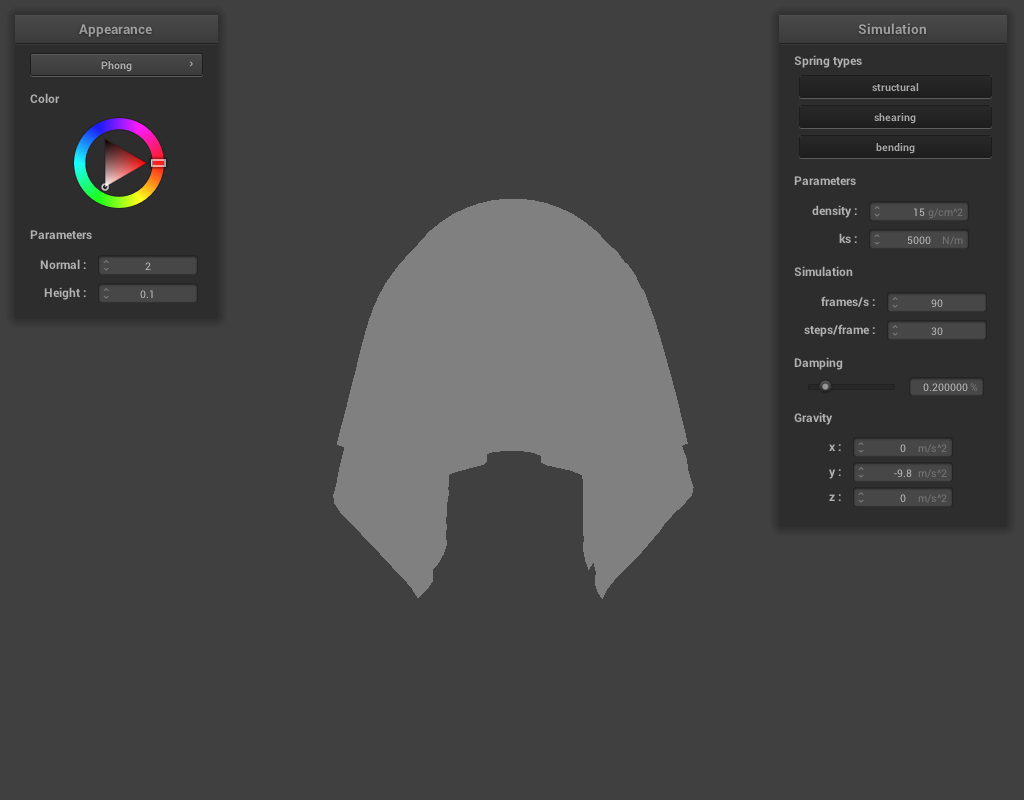 Appearance
Phong
Color
Parameters
Normal : 2
Height : 0.1
Simulation
Spring types
structural
shearing
bending
Parameters
density : 15 g/cm^2
ks : 5000 N/m
Simulation
frames/s : 90
steps/frame : 30
Damping
0.200000 %
Gravity
x : 0 m/s^2
y : -9.8 m/s^2
z : 0 m/s^2